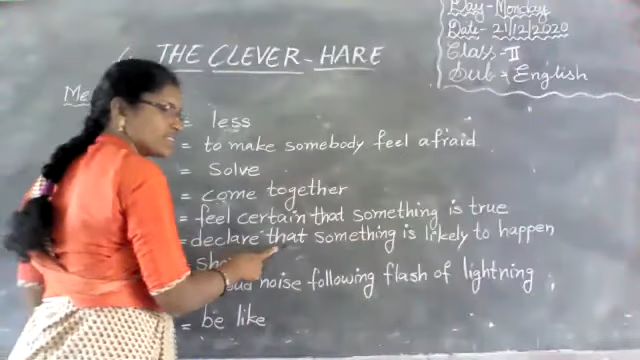 Day - Monday
Date - 21/12/2020
Class - II
Sub - English
THE CLEVER - HARE
Me
= less
= to make somebody feel afraid
= solve
= come together
= feel certain that something is true
= declare that something is likely to happen
noise following flash of lightning
= be like